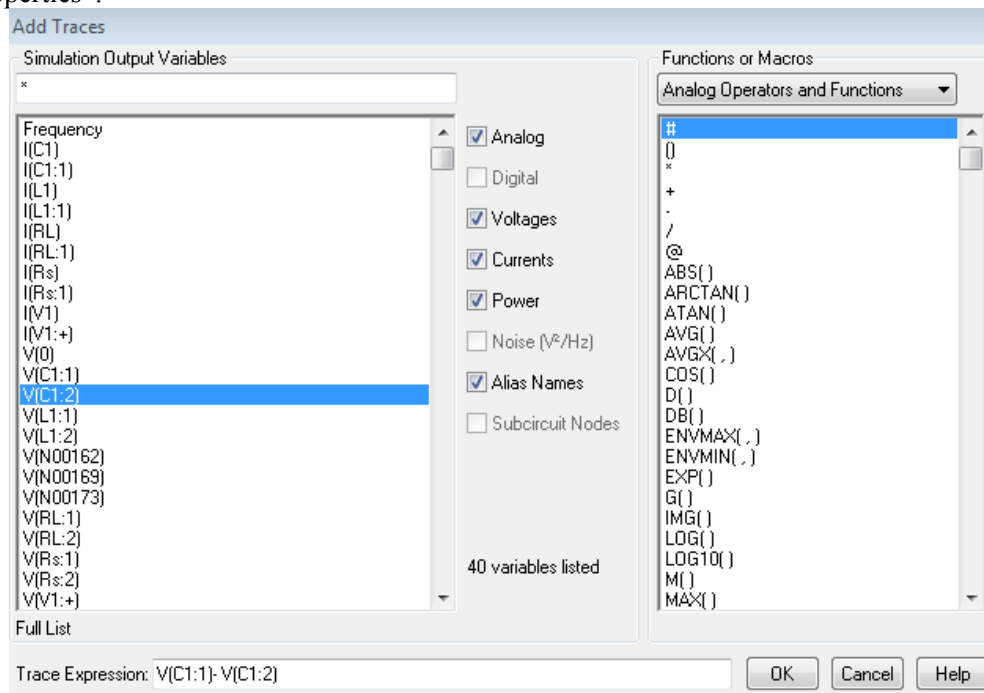 operties".
Add Traces
Simulation Output Variables
*
Frequency
I(C1)
I(C1:1)
I(L1)
I(L1:1)
I(RL)
I(RL:1)
I(Rs)
I(Rs:1)
I(V1)
I(V1:+)
V(0)
V(C1:1)
V(C1:2)
V(L1:1)
V(L1:2)
V(N00162)
V(N00169)
V(N00173)
V(RL:1)
V(RL:2)
V(Rs:1)
V(Rs:2)
V(V1:+)
Full List
Analog
Digital
Voltages
Currents
Power
Noise (V²/Hz)
Alias Names
Subcircuit Nodes
40 variables listed
Functions or Macros
Analog Operators and Functions
#
()
*
+
-
/
@
ABS( )
ARCTAN( )
ATAN( )
AVG( )
AVGX( , )
COS( )
D( )
DB( )
ENVMAX( , )
ENVMIN( , )
EXP( )
G( )
IMG( )
LOG( )
LOG10( )
M( )
MAX( )
Trace Expression: V(C1:1)- V(C1:2)
OK Cancel Help